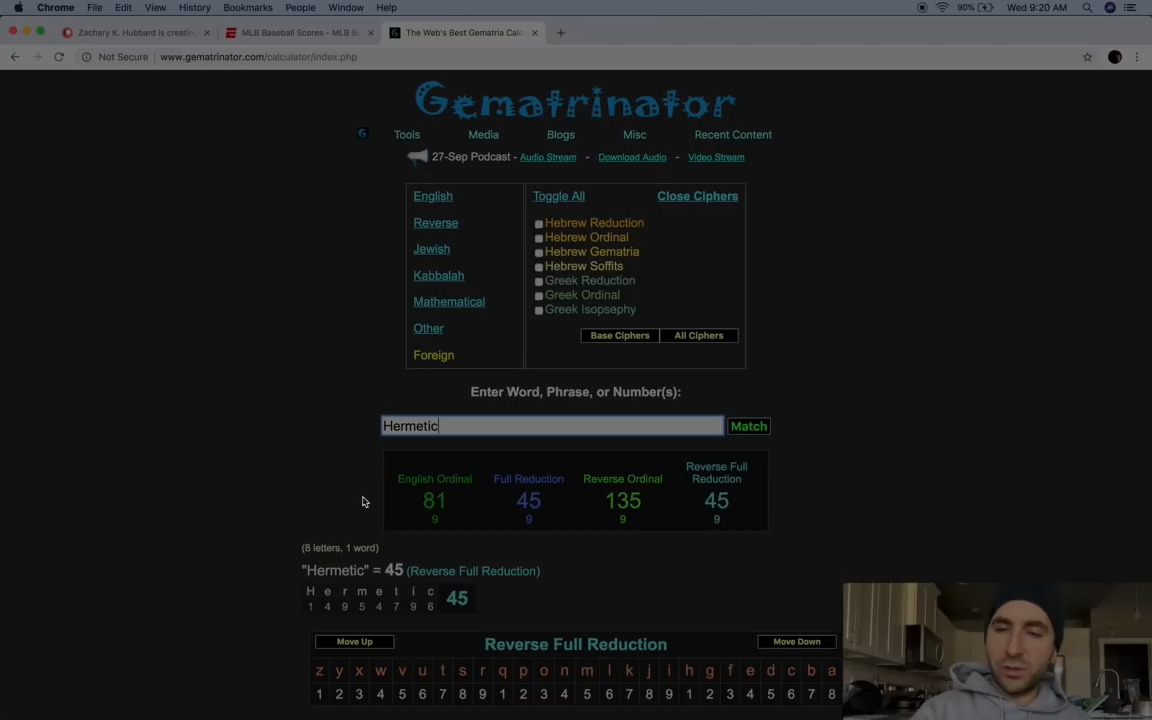 Chrome File Edit View History Bookmarks People Window Help 90% Wed 9:20 AM
Zachary K. Hubbard is creating MLB Baseball Scores - MLB Sc The Web's Best Gematria Calc
Not Secure www.gematrinator.com/calculator/index.php
Gematrinator
Tools Media Blogs Misc Recent Content
27-Sep Podcast - Audio Stream - Download Audio - Video Stream
English Toggle All Close Ciphers
Reverse Hebrew Reduction
Hebrew Ordinal
Jewish Hebrew Gematria
Hebrew Soffits
Kabbalah Greek Reduction
Greek Ordinal
Mathematical Greek Isopsephy
Other Base Ciphers All Ciphers
Foreign
Enter Word, Phrase, or Number(s):
Hermetic Match
English Ordinal Full Reduction Reverse Ordinal Reverse Full Reduction
81 45 135 45
9 9 9 9
(8 letters, 1 word)
"Hermetic" = 45 (Reverse Full Reduction)
H e r m e t i c 45
1 4 9 5 4 7 9 6
Move Up Reverse Full Reduction Move Down
z y x w v u t s r q p o n m l k j i h g f e d c b a
1 2 3 4 5 6 7 8 9 1 2 3 4 5 6 7 8 9 1 2 3 4 5 6 7 8